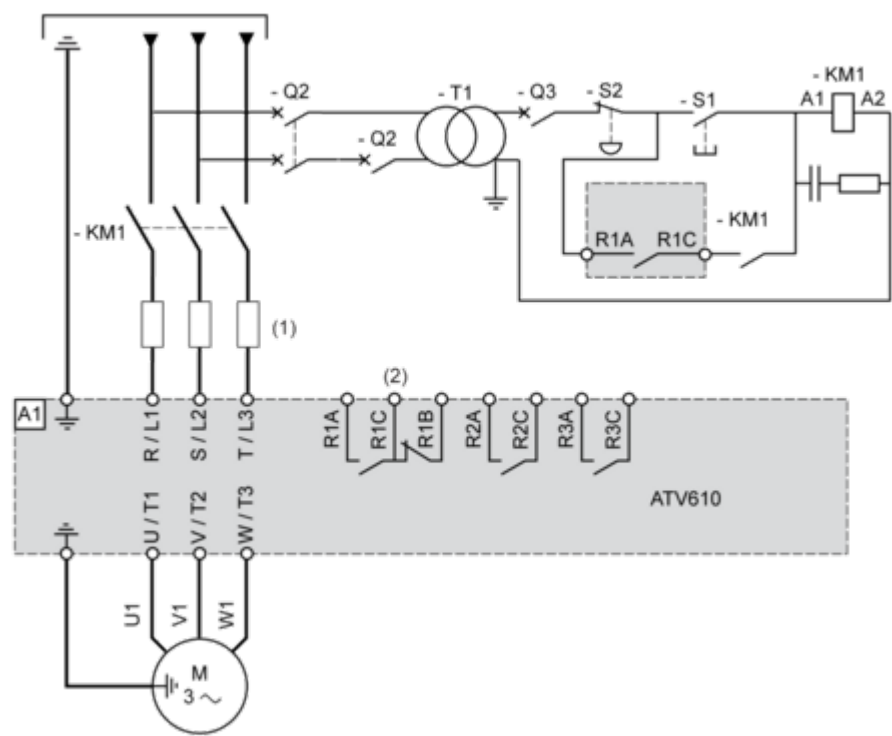 - Q2
- T1
- Q3
- S2
- S1
- KM1
A1
A2
- Q2
- KM1
R1A
R1C
- KM1
(1)
(2)
A1
R / L1
S / L2
T / L3
R1A
R1C
R1B
R2A
R2C
R3A
R3C
ATV610
U / T1
V / T2
W / T3
U1
V1
W1
M
3 ~